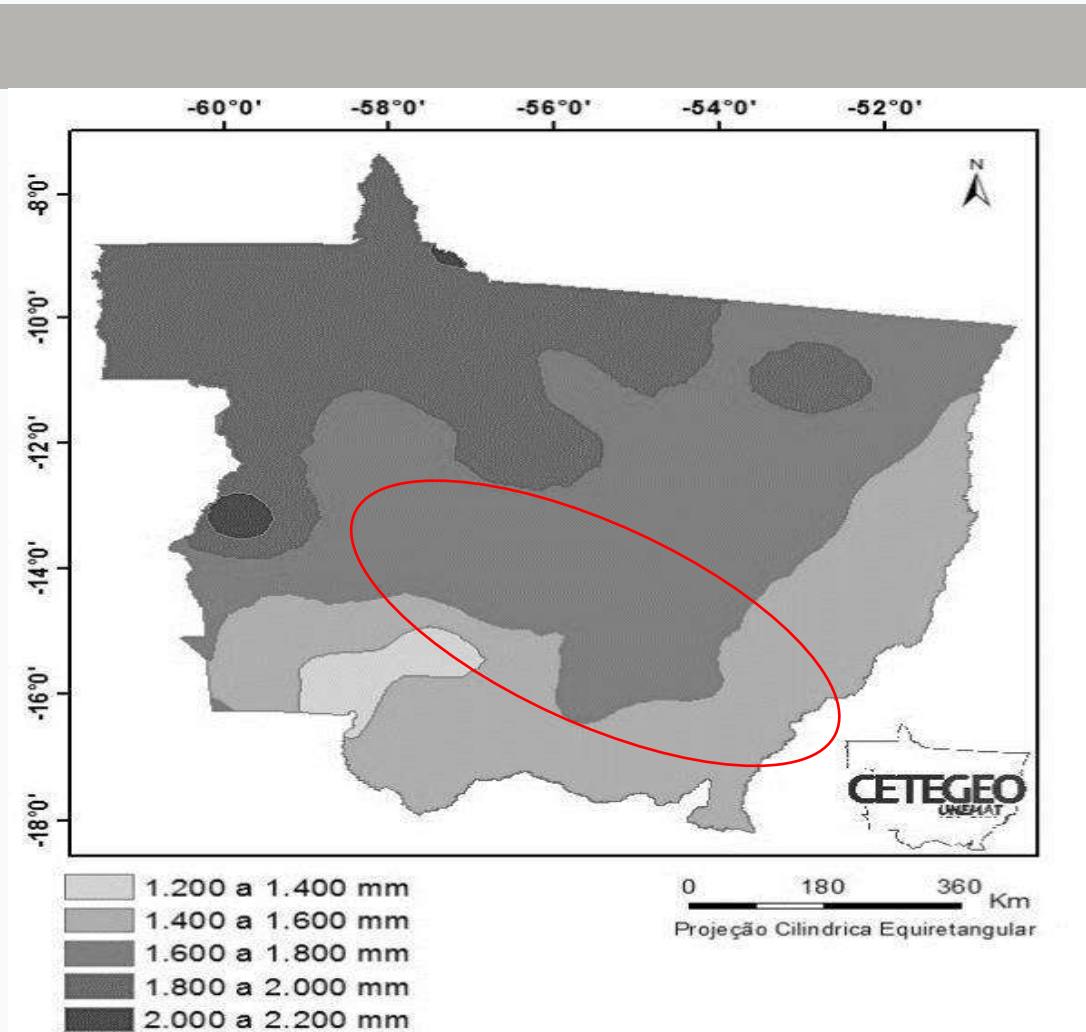 -60°0' -58°0' -56°0' -54°0' -52°0'
N
-8°0'
-10°0'
-12°0'
-14°0'
-16°0'
-18°0'
CETEGEO
UNEMAT
1.200 a 1.400 mm
1.400 a 1.600 mm
1.600 a 1.800 mm
1.800 a 2.000 mm
2.000 a 2.200 mm
0 180 360 Km
Projeção Cilindrica Equiretangular